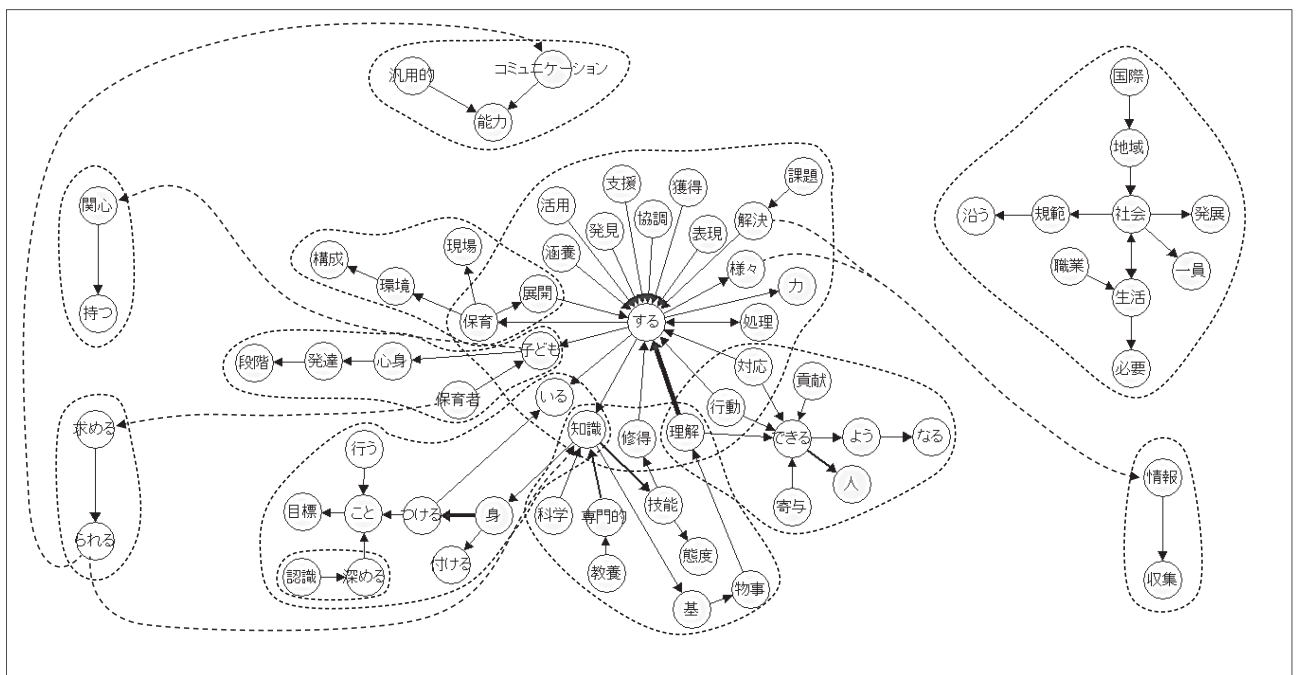 国際
汎用的
コミュニケーション
能力
地域
支援
獲得
課題
関心
活用
発見
協調
表現
解決
沿う
規範
社会
発展
現場
涵養
構成
様々
職業
一員
環境
展開
力
生活
持つ
保育
する
処理
段階
発達
心身
子ども
対応
貢献
必要
保育者
いる
行動
求める
知識
修得
理解
できる
よう
なる
行う
人
情報
目標
こと
つける
身
科学
専門的
技能
寄与
られる
付ける
態度
認識
深める
教養
物事
収集
基